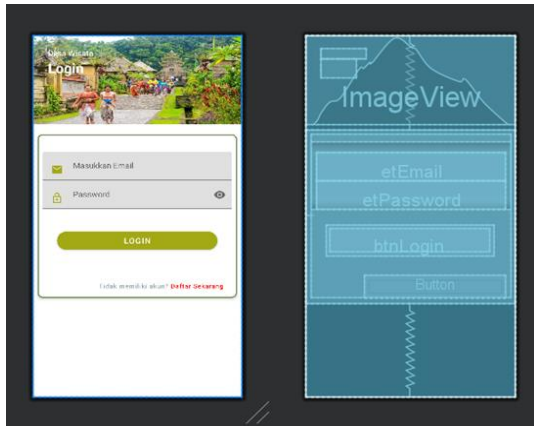 Desa Wisata
Login
Masukkan Email
Password
LOGIN
Tidak memiliki akun? Daftar Sekarang
ImageView
etEmail
etPassword
btnLogin
Button